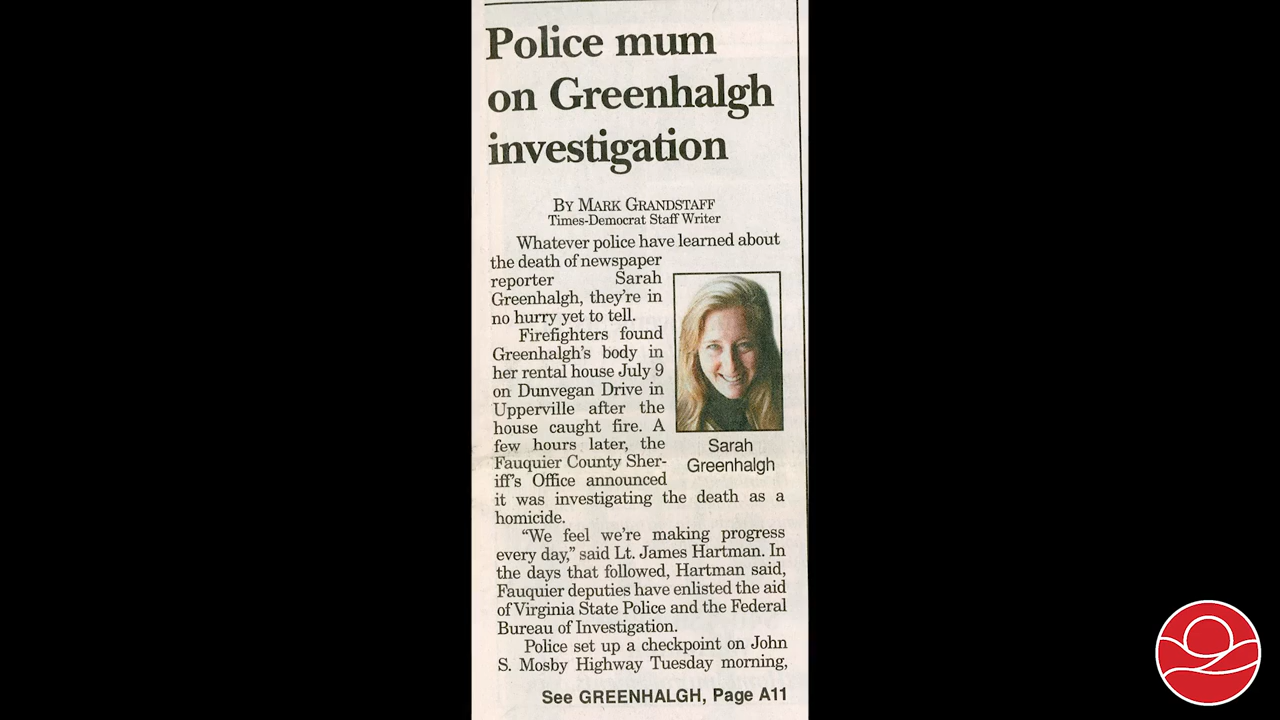 Police mum
on Greenhalgh
investigation
BY MARK GRANDSTAFF
Times-Democrat Staff Writer
Whatever police have learned about
the death of newspaper
reporter Sarah
Greenhalgh, they're in
no hurry yet to tell.
Firefighters found
Greenhalgh's body in
her rental house July 9
on Dunvegan Drive in
Upperville after the
house caught fire. A
few hours later, the
Fauquier County Sher-
iff's Office announced
it was investigating the death as a
homicide.
Sarah
Greenhalgh
"We feel we're making progress
every day," said Lt. James Hartman. In
the days that followed, Hartman said,
Fauquier deputies have enlisted the aid
of Virginia State Police and the Federal
Bureau of Investigation.
Police set up a checkpoint on John
S. Mosby Highway Tuesday morning,
See GREENHALGH, Page A11